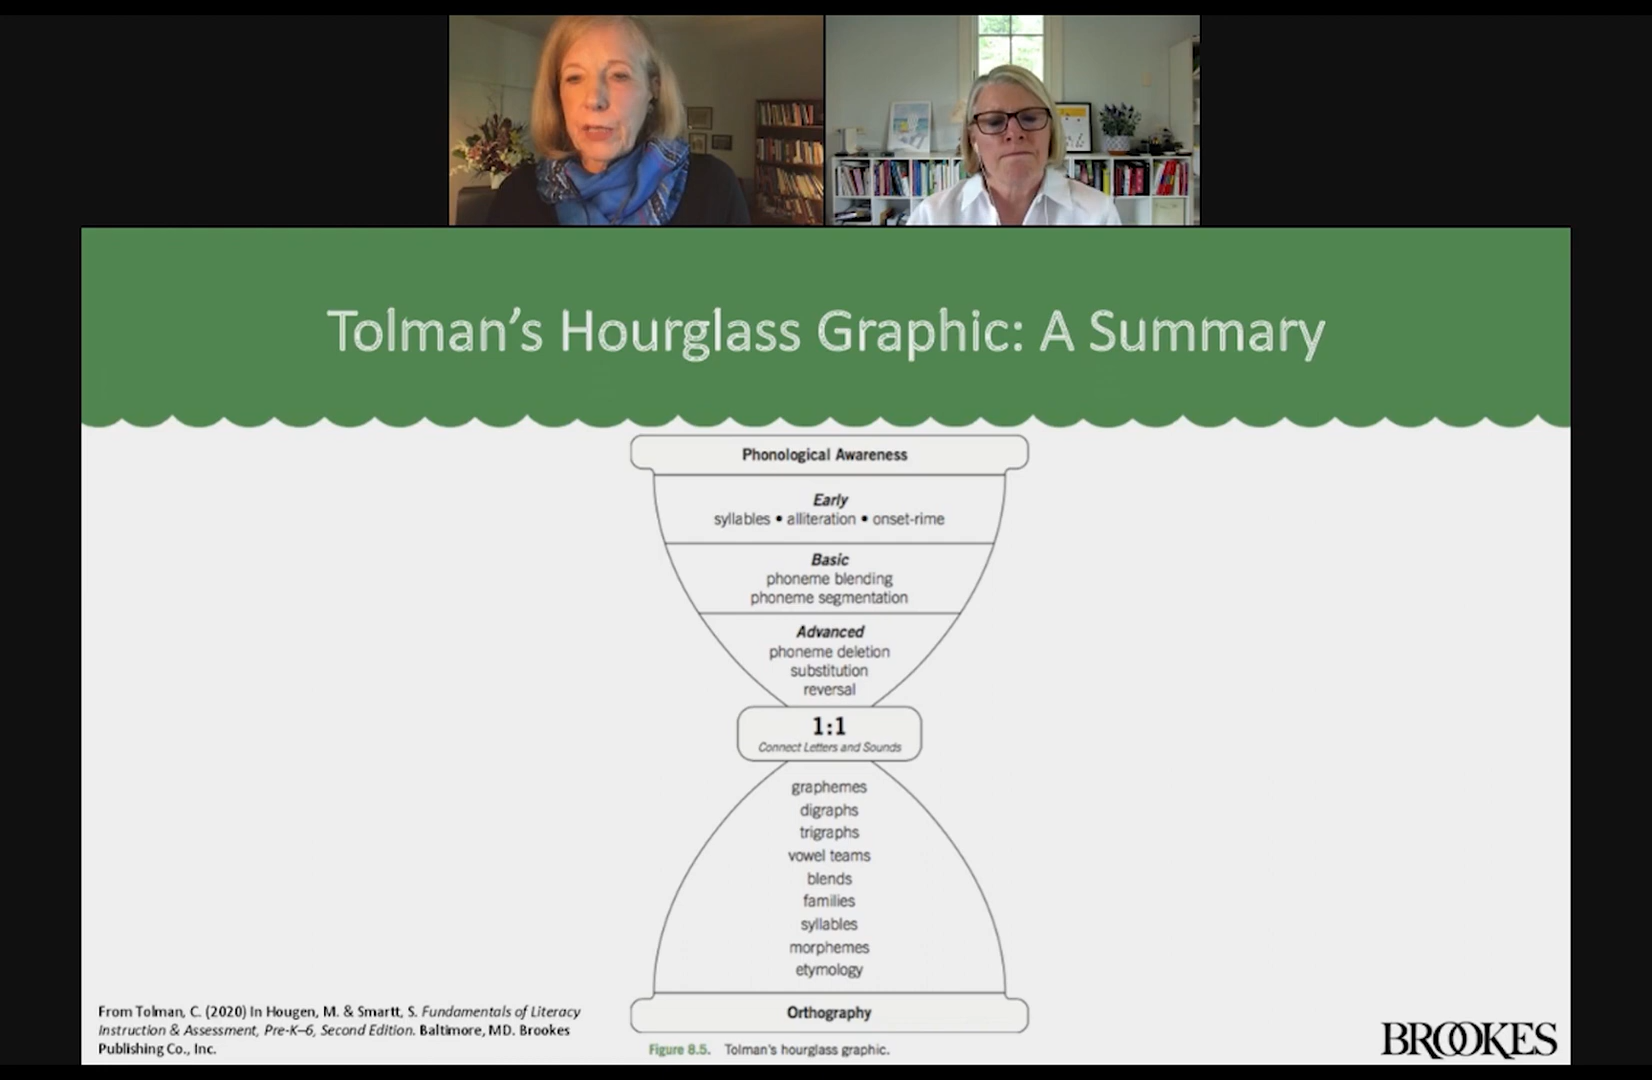 Tolman's Hourglass Graphic: A Summary
Phonological Awareness
Early
syllables • alliteration • onset-rime
Basic
phoneme blending
phoneme segmentation
Advanced
phoneme deletion
substitution
reversal
1:1
Connect Letters and Sounds
graphemes
digraphs
trigraphs
vowel teams
blends
families
syllables
morphemes
etymology
Orthography
Figure 8.5. Tolman's hourglass graphic.
From Tolman, C. (2020) In Hougen, M. & Smartt, S. Fundamentals of Literacy
Instruction & Assessment, Pre-K–6, Second Edition. Baltimore, MD. Brookes
Publishing Co., Inc.
BROOKES